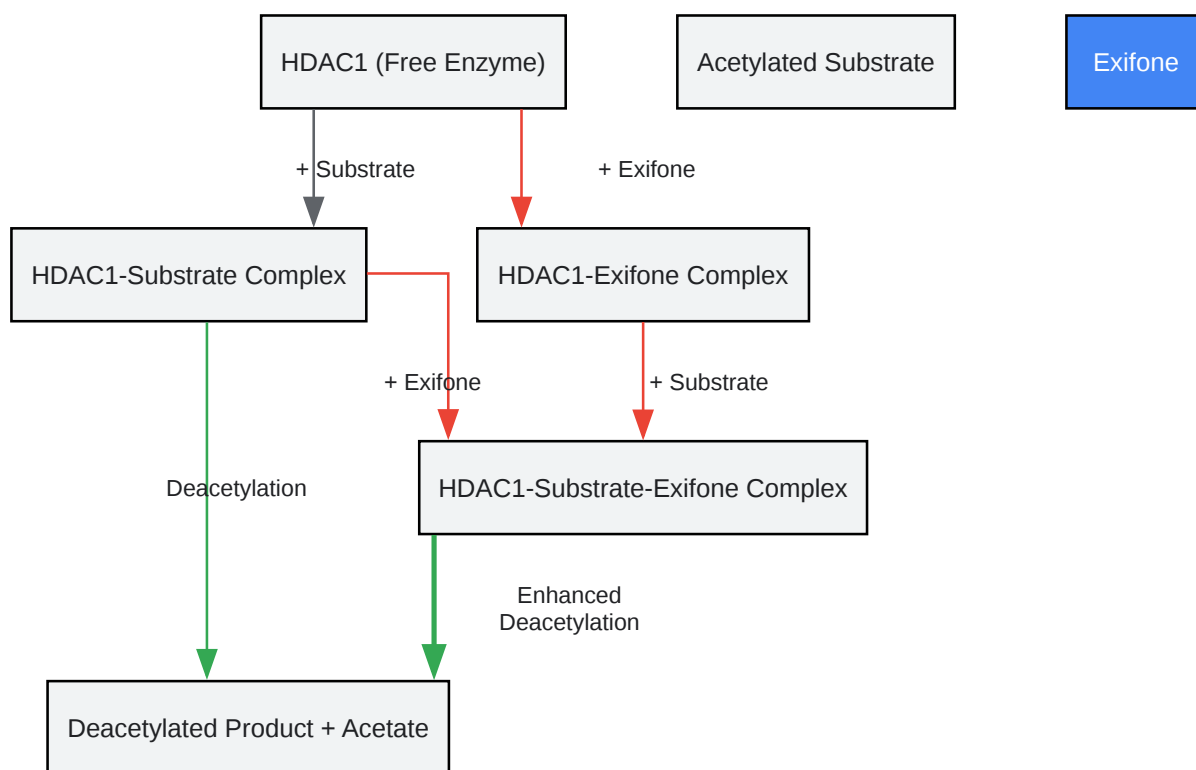 HDAC1 (Free Enzyme)
Acetylated Substrate
Exifone
+ Substrate
+ Exifone
HDAC1-Substrate Complex
HDAC1-Exifone Complex
+ Exifone
+ Substrate
HDAC1-Substrate-Exifone Complex
Deacetylation
Enhanced
Deacetylation
Deacetylated Product + Acetate